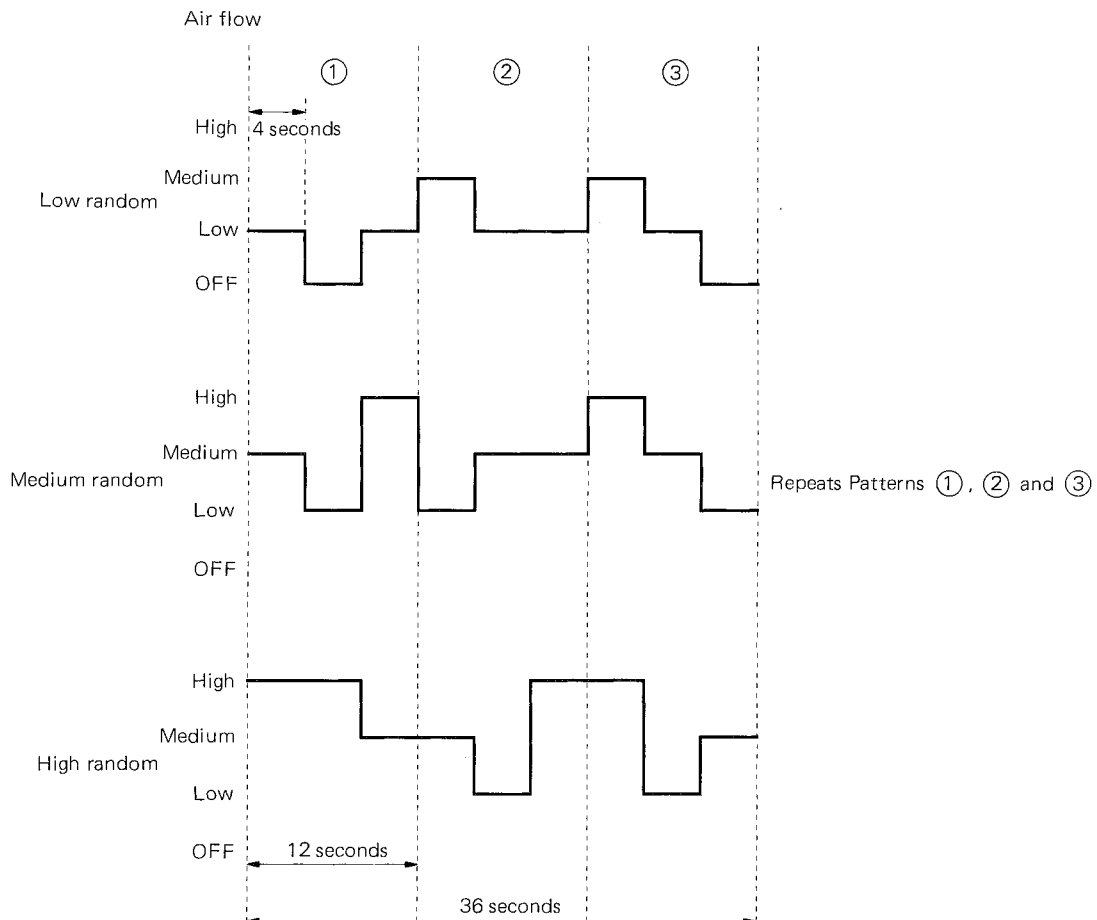 Air flow
① ② ③
High
4 seconds
Medium
Low random
Low
OFF
High
Medium
Medium random
Repeats Patterns ①, ② and ③
Low
OFF
High
Medium
High random
Low
OFF
12 seconds
36 seconds